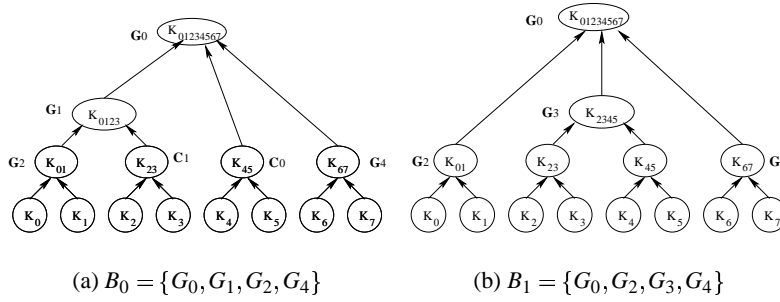 G0 K01234567
G1 K0123
G2 K01 K23 C1 K45 C0 K67 G4
K0 K1 K2 K3 K4 K5 K6 K7
(a) B0 = {G0, G1, G2, G4}
G0 K01234567
G3 K2345
G2 K01 K23 K45 K67 G
K0 K1 K2 K3 K4 K5 K6 K7
(b) B1 = {G0, G2, G3, G4}